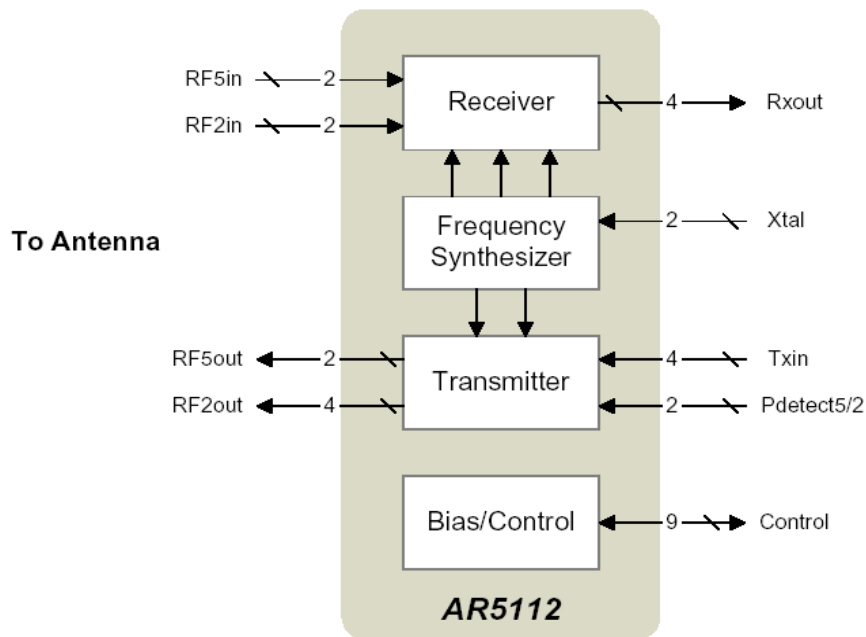 RF5in 2
RF2in 2
Receiver
4 Rxout
To Antenna
Frequency
Synthesizer
2 Xtal
RF5out 2
RF2out 4
Transmitter
4 Txin
2 Pdetect5/2
Bias/Control
9 Control
AR5112